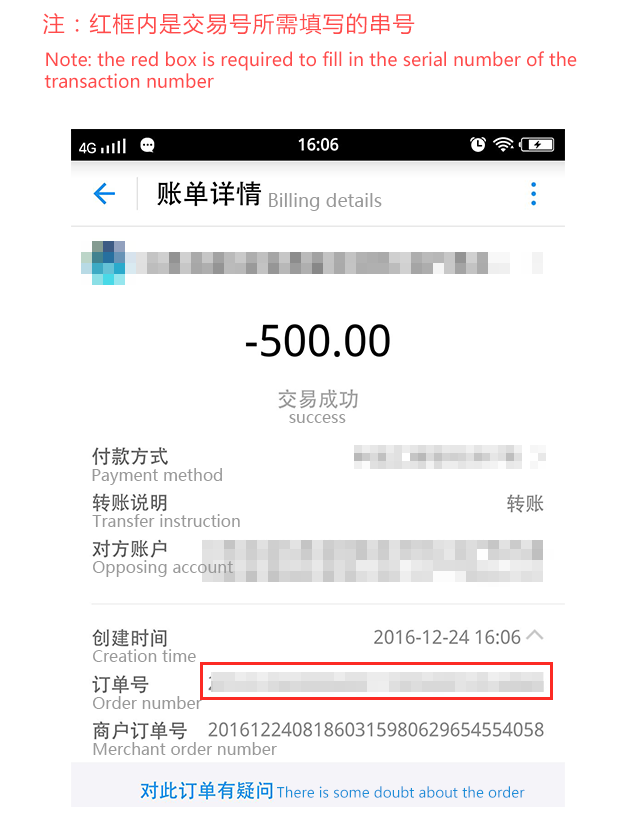 注：红框内是交易号所需填写的串号
Note: the red box is required to fill in the serial number of the
transaction number
4G 16:06
账单详情 Billing details
-500.00
交易成功
success
付款方式
Payment method
转账说明 转账
Transfer instruction
对方账户
Opposing account
创建时间 2016-12-24 16:06
Creation time
订单号
Order number
商户订单号 20161224081860315980629654554058
Merchant order number
对此订单有疑问 There is some doubt about the order